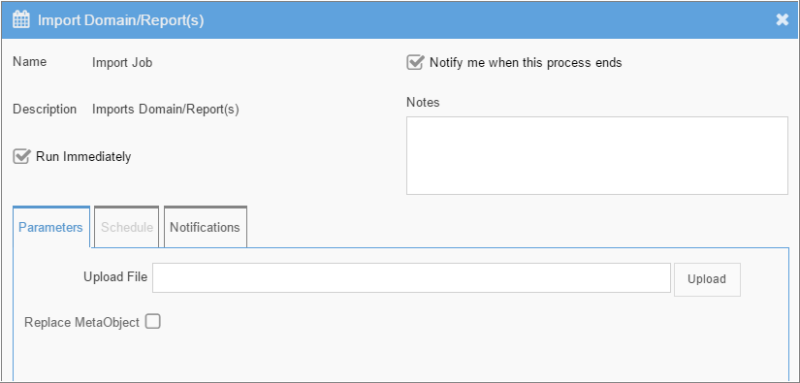 Import Domain/Report(s)
Name Import Job
Notify me when this process ends
Description Imports Domain/Report(s)
Notes
Run Immediately
Parameters Schedule Notifications
Upload File Upload
Replace MetaObject